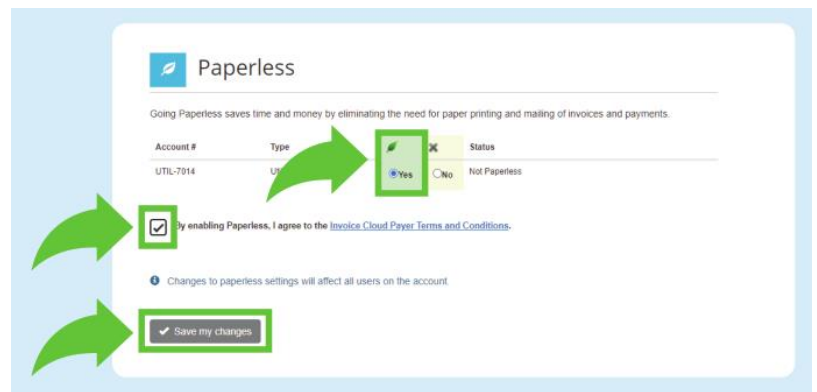 Paperless
Going Paperless saves time and money by eliminating the need for paper printing and mailing of invoices and payments.
Account # Type Status
UTIL-7014 Yes No Not Paperless
By enabling Paperless, I agree to the Invoice Cloud Payer Terms and Conditions.
Changes to paperless settings will affect all users on the account
Save my changes